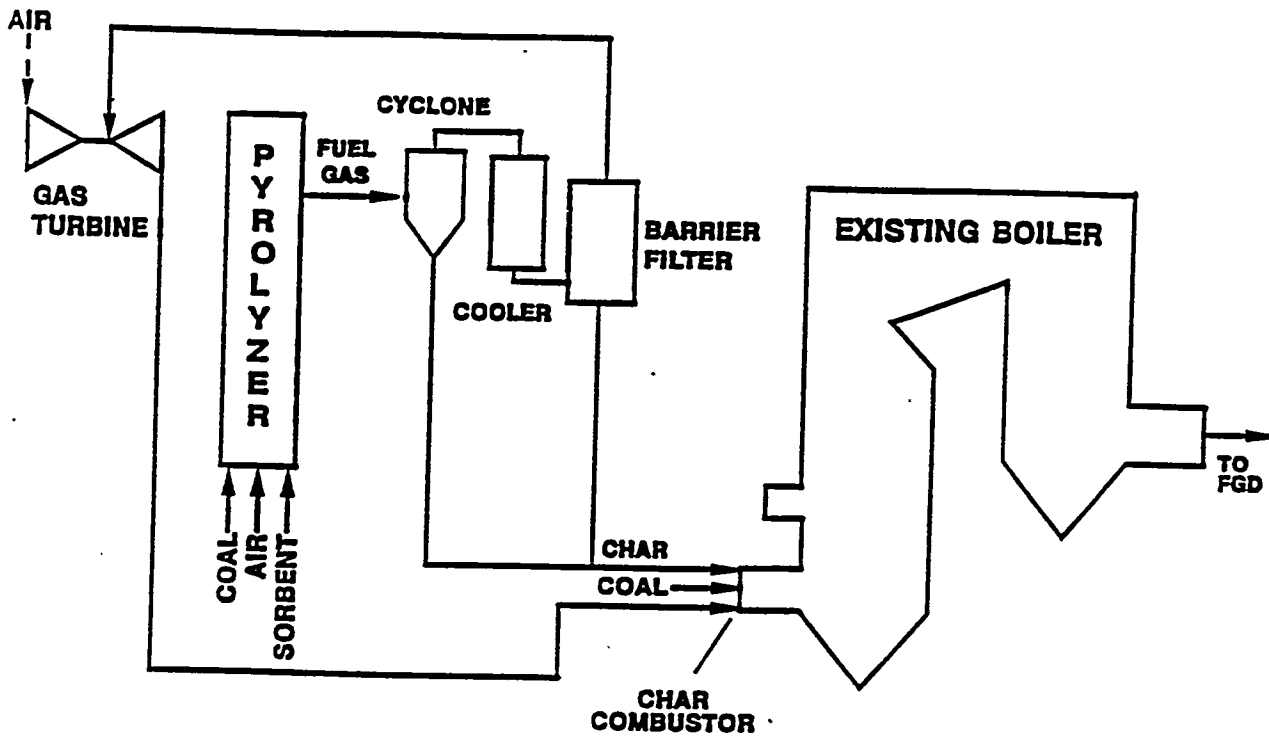 AIR
GAS
TURBINE
PYROLYZER
FUEL
GAS
CYCLONE
COOLER
BARRIER
FILTER
EXISTING BOILER
TO
FGD
COAL
AIR
SORBENT
CHAR
COAL
CHAR
COMBUSTOR